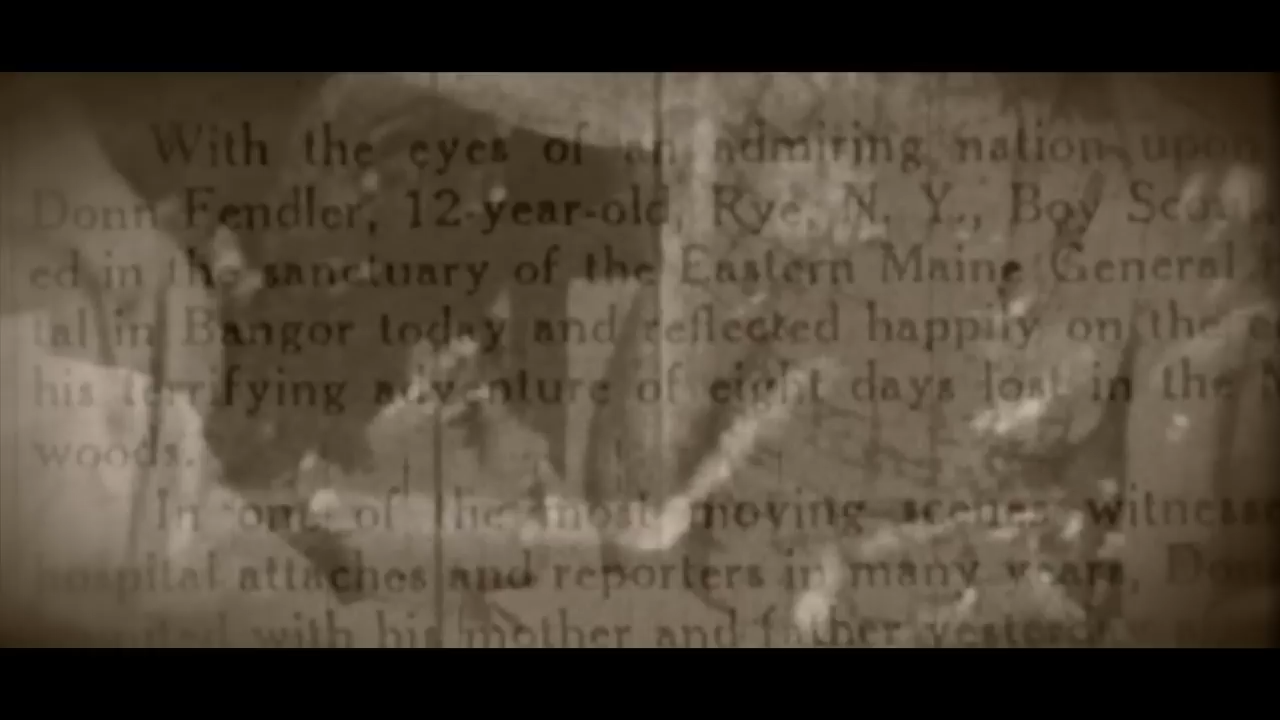 With the eyes of an admiring nation upon
Donn Fendler, 12-year-old, Rye, N. Y., Boy
ed in the sanctuary of the Eastern Maine General
tal in Bangor today and reflected happily on the
his terrifying adventure of eight days lost in the
woods.
In one of the most moving scenes
hospital attaches and reporters in many years,
with his mother and father